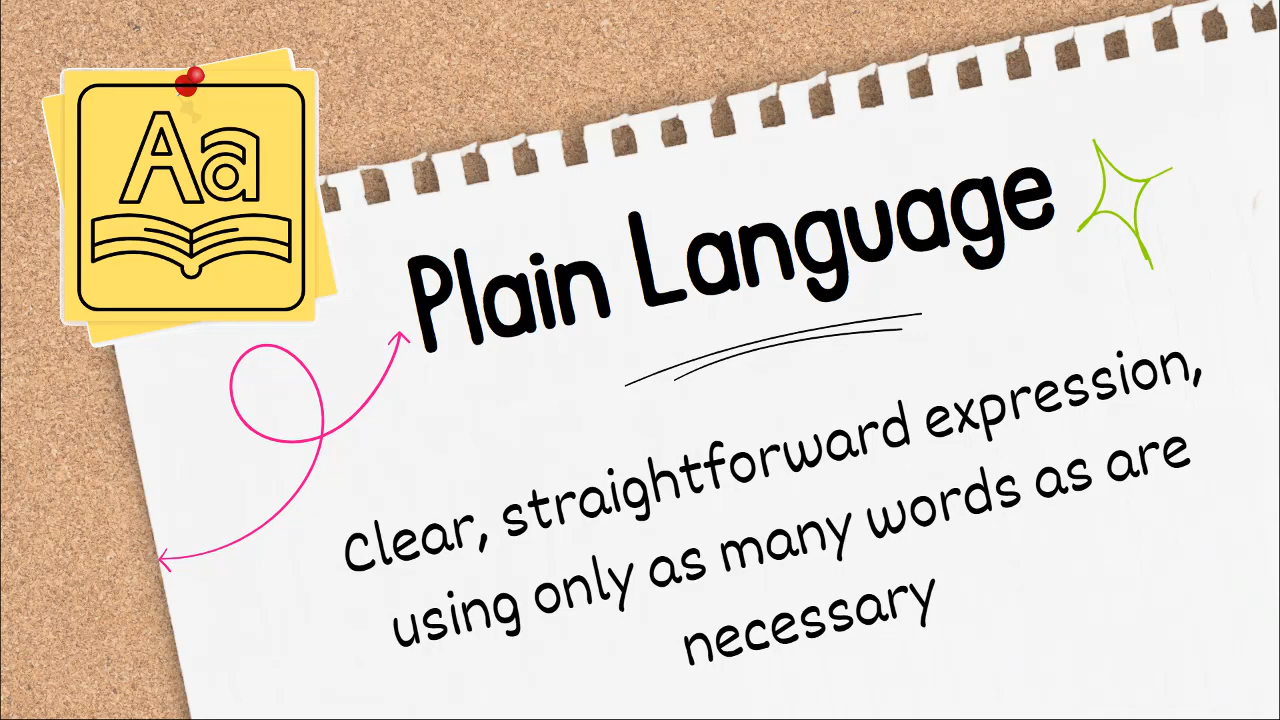 Aa
Plain Language
Clear, straightforward expression,
using only as many words as are
necessary